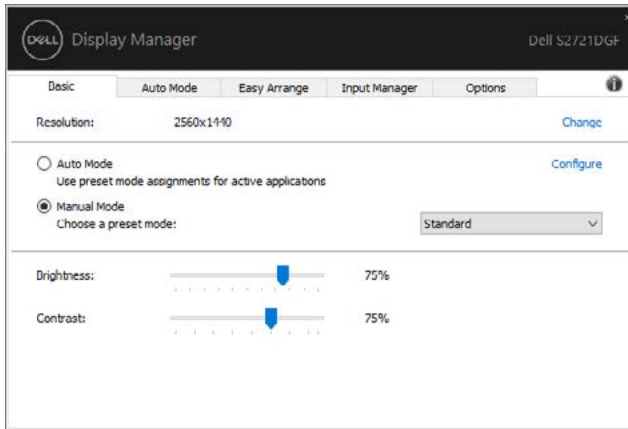 DELL Display Manager Dell S2721DGF
Basic Auto Mode Easy Arrange Input Manager Options
Resolution: 2560x1440 Change
Auto Mode Configure
Use preset mode assignments for active applications
Manual Mode
Choose a preset mode: Standard
Brightness: 75%
Contrast: 75%